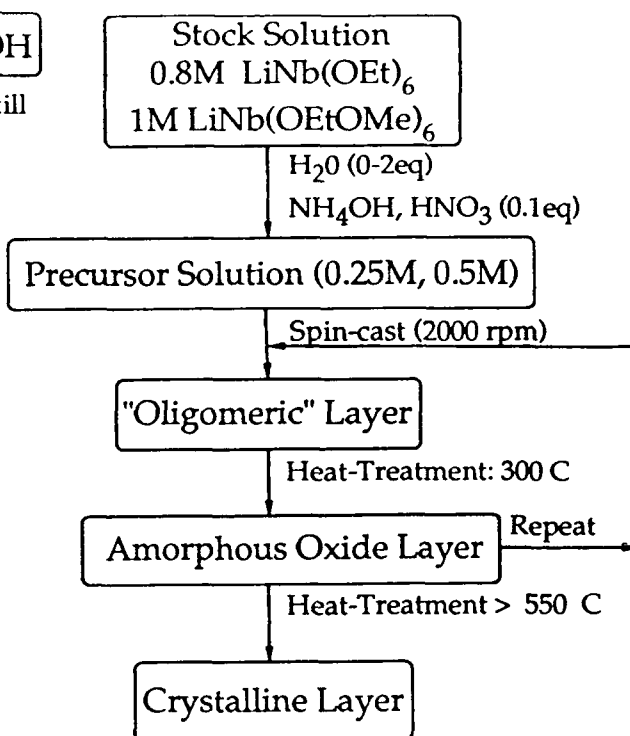 OH
Stock Solution
0.8M LiNb(OEt)₆
1M LiNb(OEtOMe)₆
H₂0 (0-2eq)
NH₄OH, HNO₃ (0.1eq)
Precursor Solution (0.25M, 0.5M)
Spin-cast (2000 rpm)
"Oligomeric" Layer
Heat-Treatment: 300 C
Amorphous Oxide Layer
Repeat
Heat-Treatment > 550 C
Crystalline Layer